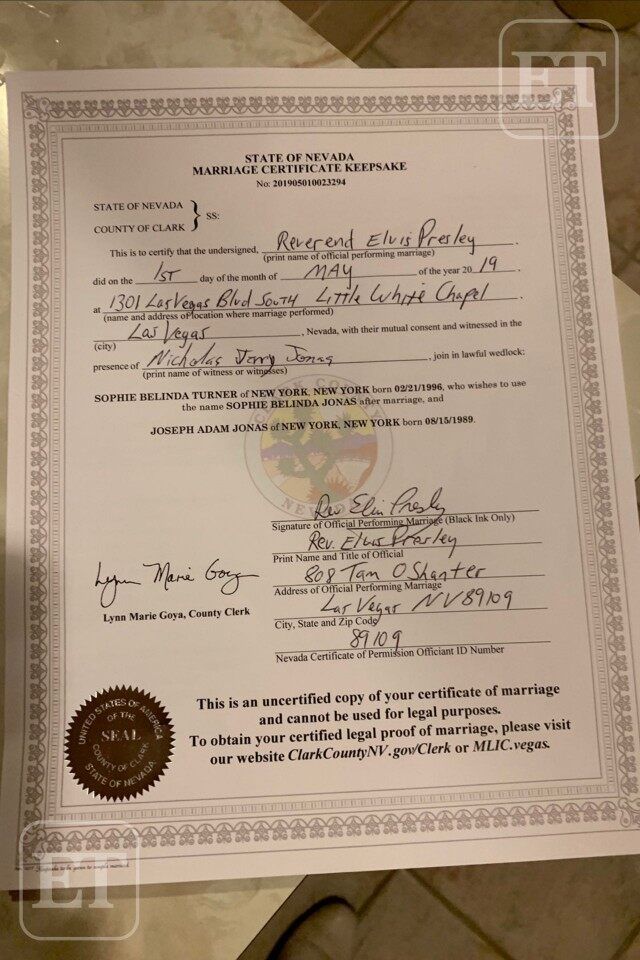 ET
STATE OF NEVADA
MARRIAGE CERTIFICATE KEEPSAKE
No: 201905010023294
STATE OF NEVADA
COUNTY OF CLARK } SS:
This is to certify that the undersigned, Reverend Elvis Presley.
(print name of official performing marriage)
did on the 1ST day of the month of MAY of the year 2019,
at 1301 Las Vegas Blvd South Little White Chapel,
(name and address of location where marriage performed)
Las Vegas, Nevada, with their mutual consent and witnessed in the
(city)
presence of Nicholas Jerry Jonas, join in lawful wedlock:
(print name of witness or witnesses)
SOPHIE BELINDA TURNER of NEW YORK, NEW YORK born 02/21/1996, who wishes to use
the name SOPHIE BELINDA JONAS after marriage, and
JOSEPH ADAM JONAS of NEW YORK, NEW YORK born 08/15/1989.
CLARK COUNTY
NEVADA
Rev Elvis Presley
Signature of Official Performing Marriage (Black Ink Only)
Rev. Elvis Presley
Print Name and Title of Official
808 Tam O Shanter
Address of Official Performing Marriage
Las Vegas NV 89109
City, State and Zip Code
89109
Nevada Certificate of Permission Officiant ID Number
Lynn Marie Goya
Lynn Marie Goya, County Clerk
UNITED STATES OF AMERICA
OF THE
SEAL
COUNTY OF CLARK
STATE OF NEVADA
This is an uncertified copy of your certificate of marriage
and cannot be used for legal purposes.
To obtain your certified legal proof of marriage, please visit
our website ClarkCountyNV.gov/Clerk or MLIC.vegas.
ET